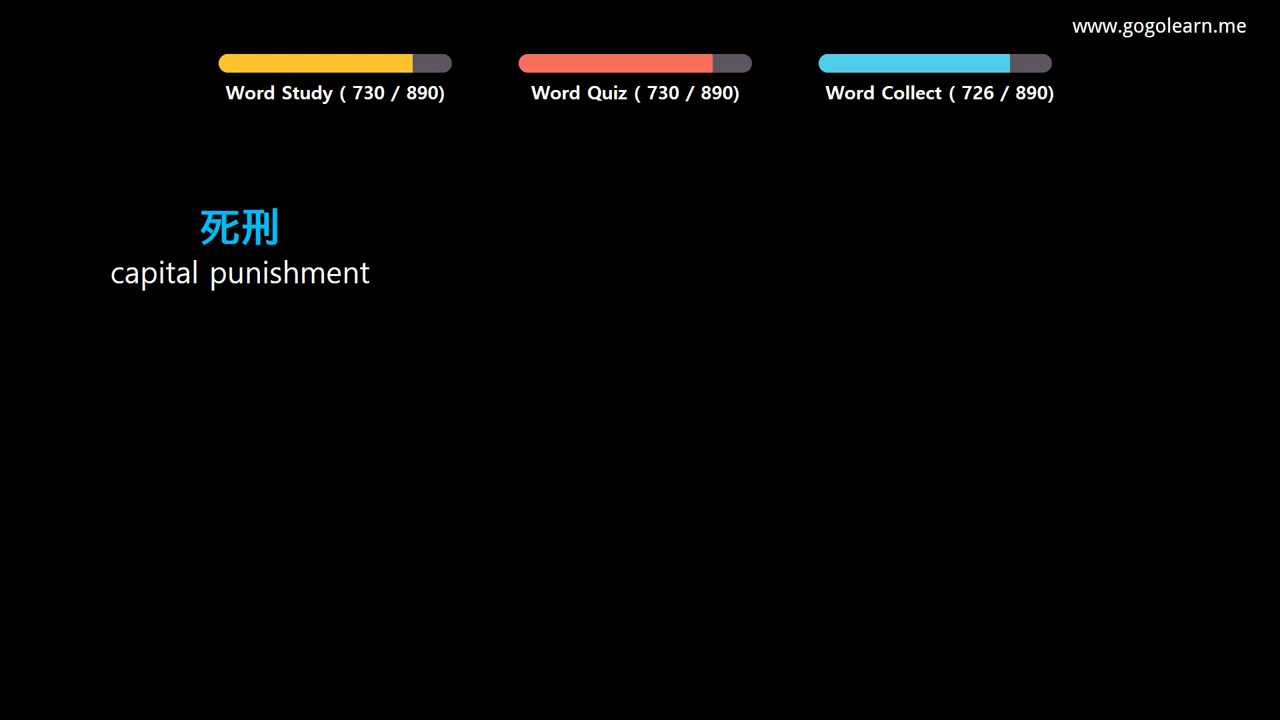 www.gogolearn.me
Word Study ( 730 / 890)
Word Quiz ( 730 / 890)
Word Collect ( 726 / 890)
死刑
capital punishment